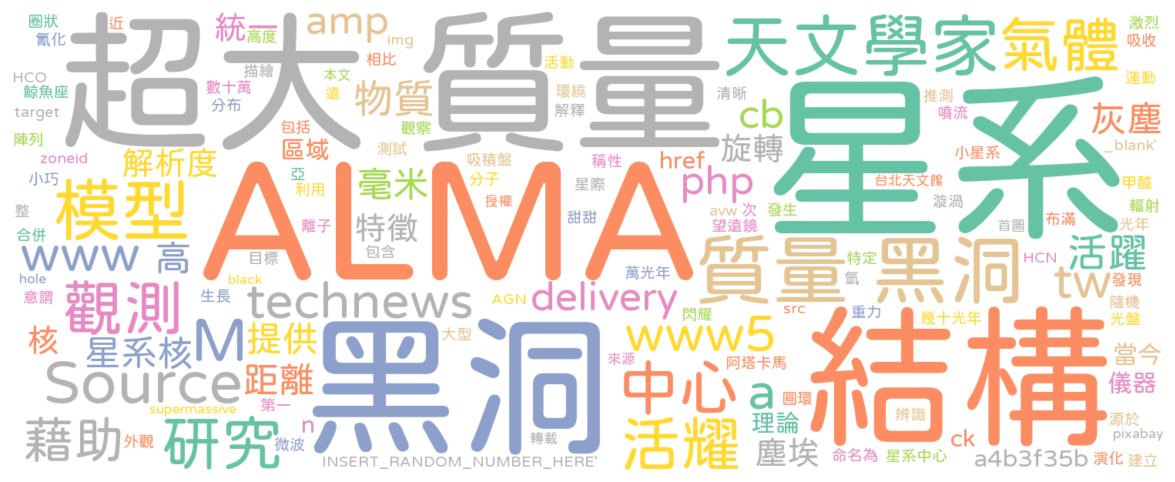 圈狀
近
統一
amp
img
激烈
氰化
高度
相比
天文學家
氣體
吸收
超大質量
描繪
本文
活動
運動
HCO
鯨魚座
數十萬
遠
物質
環繞
解釋
清晰
推測
星系
target
分布
觀察
cb
噴流
灰塵
陣列
包括
區域
測試
旋轉
小星系
_blank'
zoneid
解析度
吸積盤
稱性
href
小巧
亞
毫米
分子
星際
php
台北天文館
甲醯
模型
利用
ALMA
授權
avw
次
發生
漩渦
輻射
整
合併
離子
特徵
甜甜
望遠鏡
首圖
布滿
光年
www
高
目標
包含
萬光年
質量黑洞
特定
HCN
活躍
hole
black
氫
tw
發現
意謂
觀測
生長
technews
AGN
delivery
src
重力
隨機
閃耀
幾十光年
光盤
核
星系核
M
提供
黑洞
大型
www5
結構
來源
阿塔卡馬
當今
Source
距離
中心
a
圓環
儀器
supermassive
第一
辨識
藉助
外觀
研究
n
微波
轉載
活耀
理論
塵埃
ck
源於
pixabay
INSERT_RANDOM_NUMBER_HERE'
命名為
星系中心
a4b3f35b
演化
建立